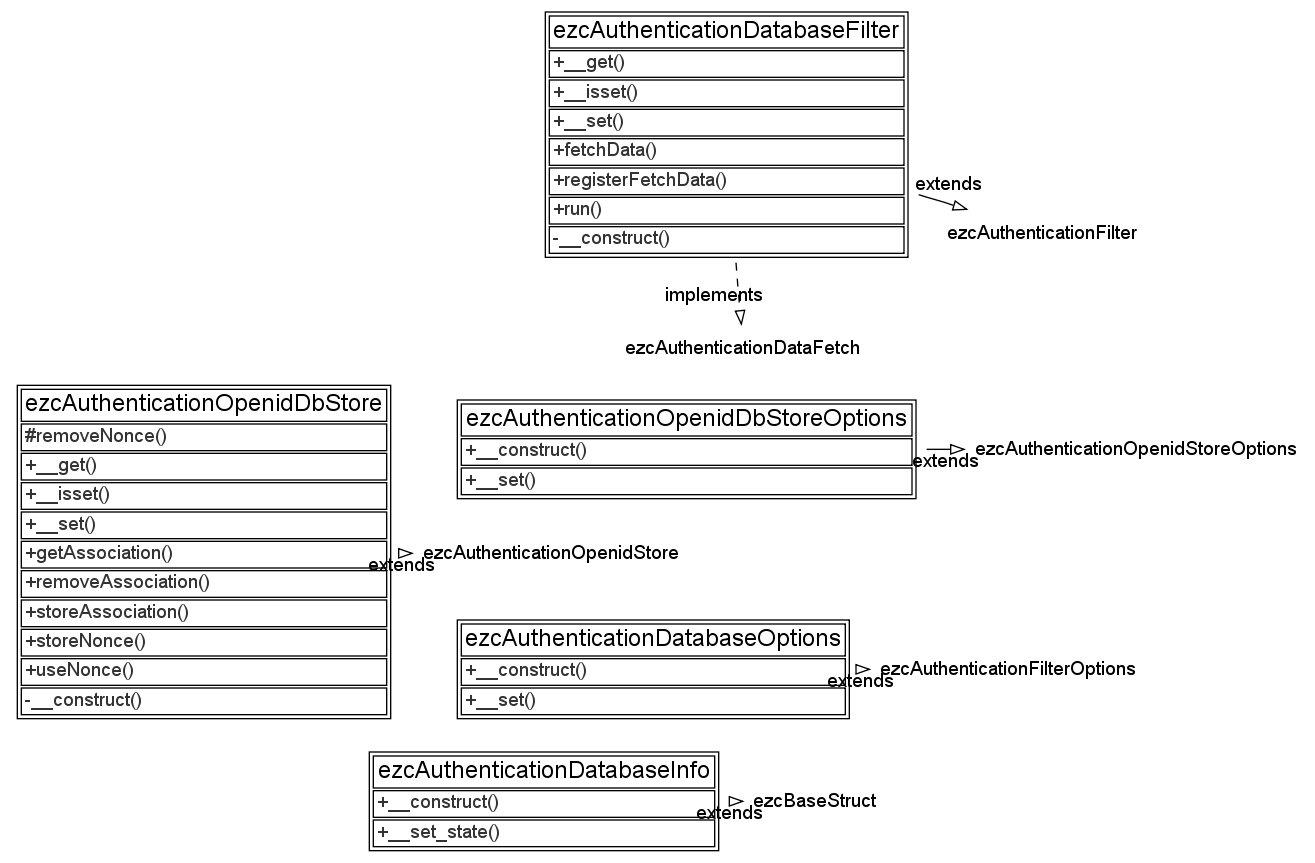 ezcAuthenticationDatabaseFilter
+__get()
+__isset()
+__set()
+fetchData()
+registerFetchData()
+run()
-__construct()
extends
ezcAuthenticationFilter
implements
ezcAuthenticationDataFetch
ezcAuthenticationOpenidDbStore
#removeNonce()
+__get()
+__isset()
+__set()
+getAssociation()
+removeAssociation()
+storeAssociation()
+storeNonce()
+useNonce()
-__construct()
extends
ezcAuthenticationOpenidStore
ezcAuthenticationOpenidDbStoreOptions
+__construct()
+__set()
extends
ezcAuthenticationOpenidStoreOptions
ezcAuthenticationDatabaseOptions
+__construct()
+__set()
extends
ezcAuthenticationFilterOptions
ezcAuthenticationDatabaseInfo
+__construct()
+__set_state()
extends
ezcBaseStruct